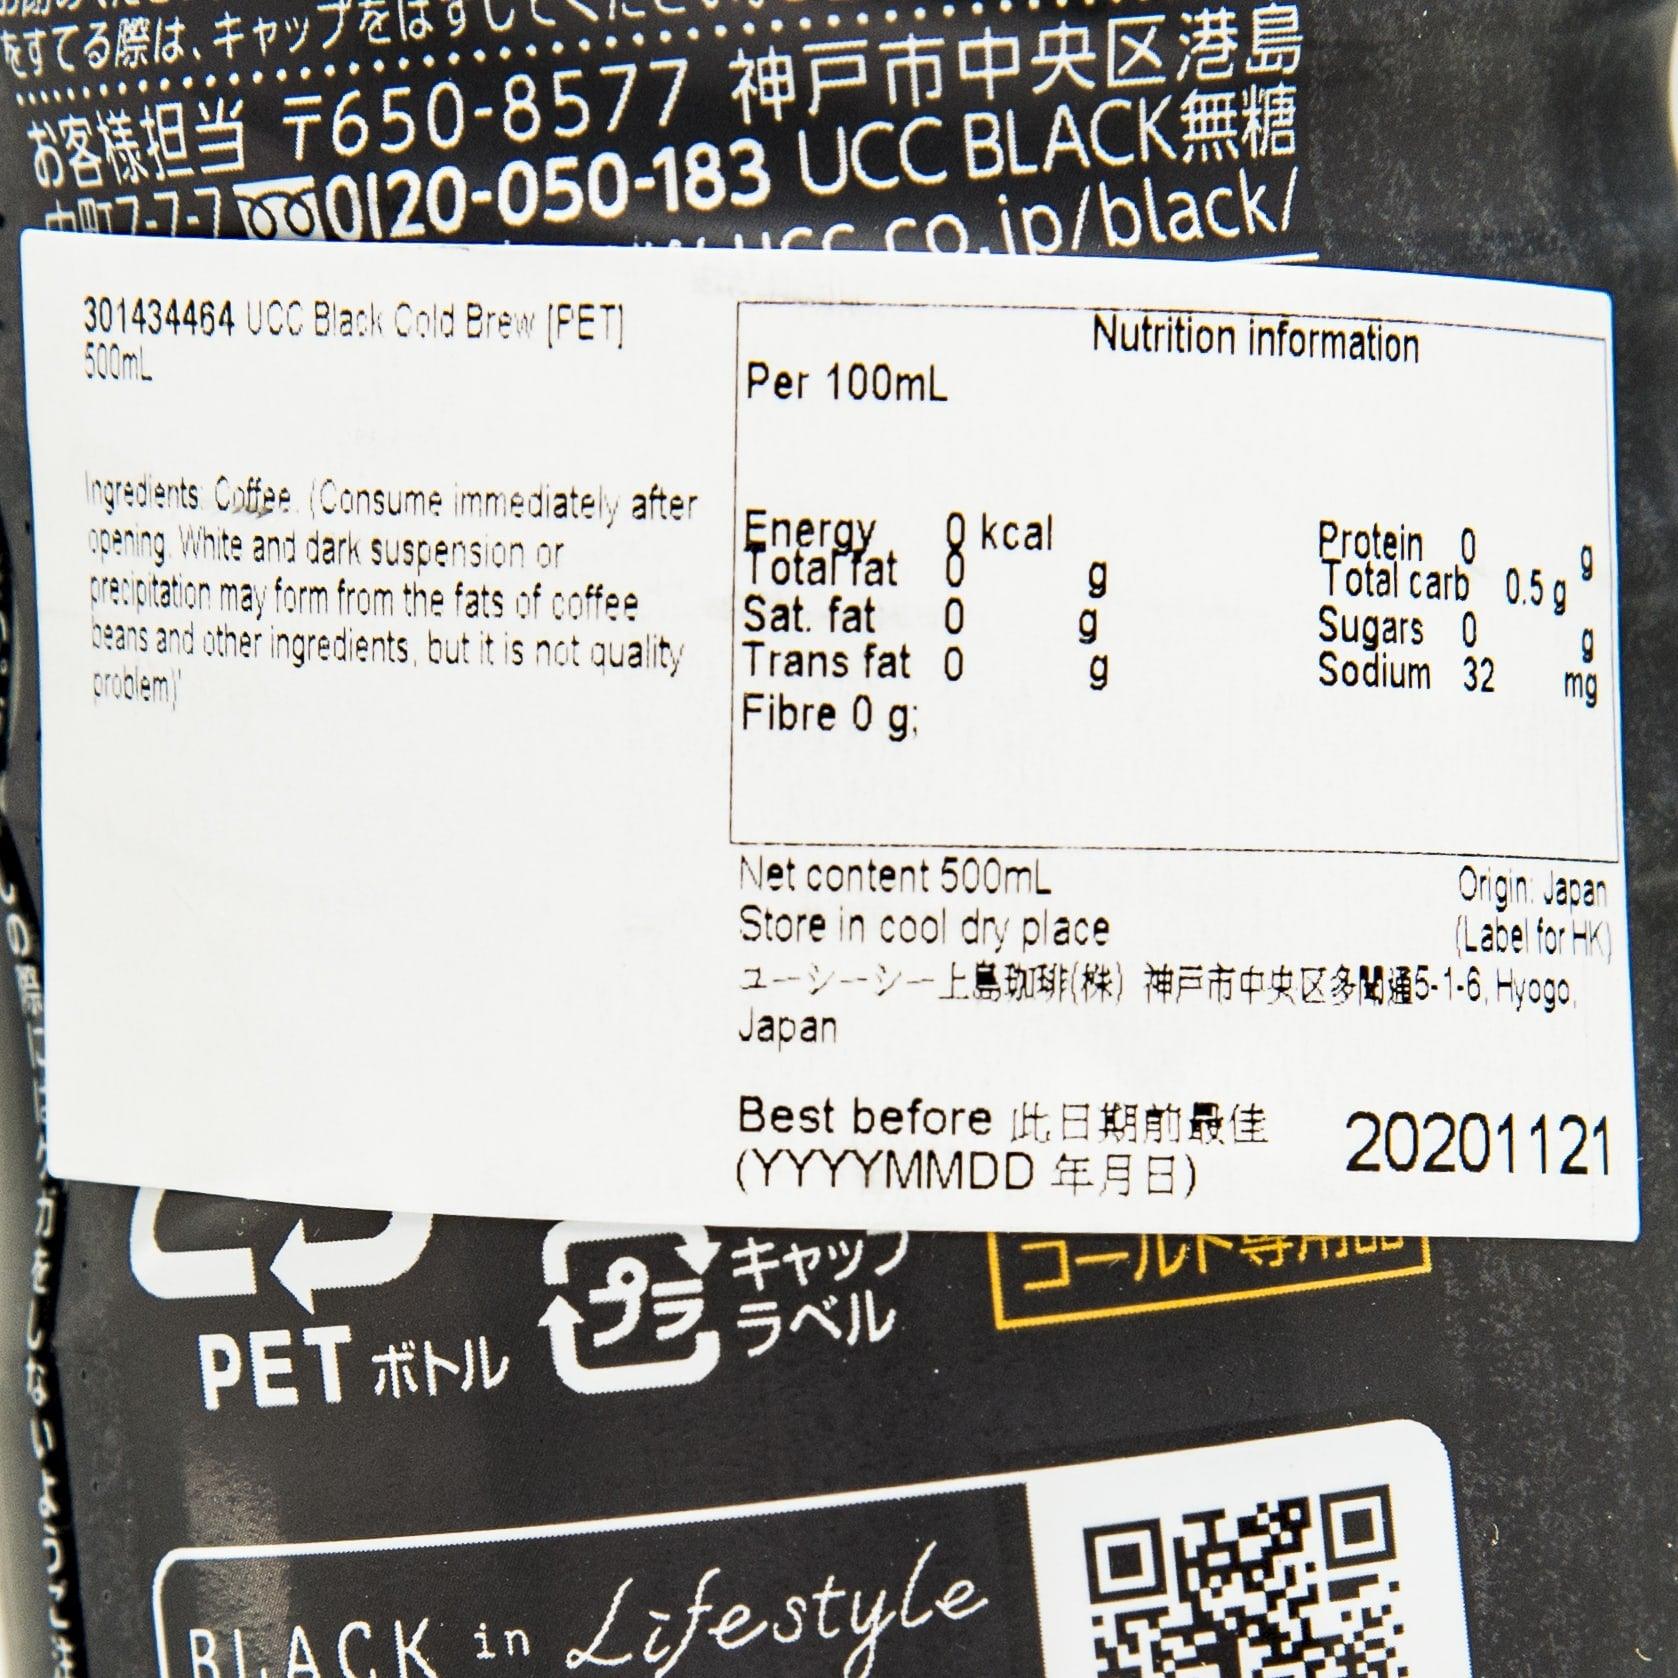 をすてる際は、キャップをはずしてください
お客様担当 〒650-8577 神戸市中央区港島
中町7-7-7 0120-050-183 UCC BLACK無糖
ucc.co.jp/black/
301434464 UCC Black Cold Brew [PET]
500mL
Ingredients: Coffee. (Consume immediately after
opening. White and dark suspension or
precipitation may form from the fats of coffee
beans and other ingredients, but it is not quality
problem)'
Nutrition information
Per 100mL
Energy 0 kcal Protein 0 g
Total fat 0 g Total carb 0.5 g
Sat. fat 0 g Sugars 0 g
Trans fat 0 g Sodium 32 mg
Fibre 0 g;
Net content 500mL Origin: Japan
Store in cool dry place (Label for HK)
ユーシーシー上島珈琲(株) 神戸市中央区多聞通5-1-6, Hyogo,
Japan
Best before 此日期前最佳 20201121
(YYYYMMDD 年月日)
PET ボトル
プラ キャップ
ラベル
コールド専用品
BLACK in Lifestyle